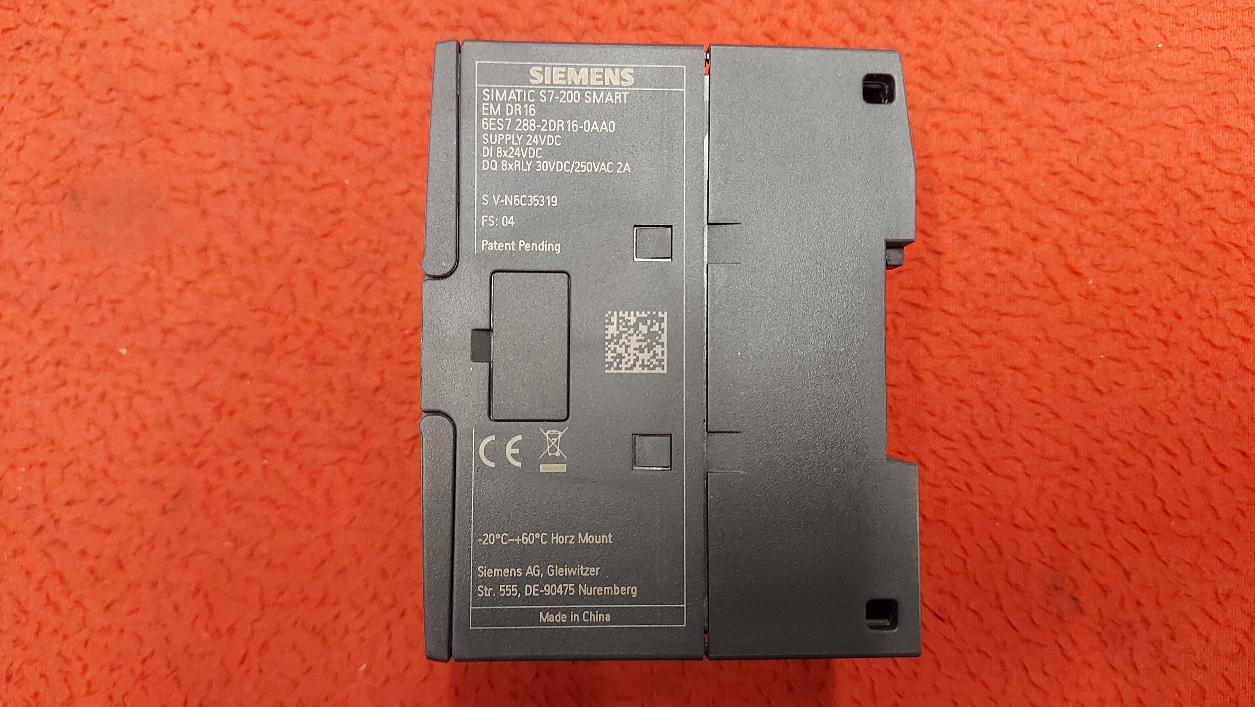 SIEMENS
SIMATIC S7-200 SMART
EM DR16
6ES7 288-2DR16-0AA0
SUPPLY 24VDC
DI 8x24VDC
DQ 8xRLY 30VDC/250VAC 2A
S V-N6C35319
FS: 04
Patent Pending
CE
-20°C~+60°C Horz Mount
Siemens AG, Gleiwitzer
Str. 555, DE-90475 Nuremberg
Made in China